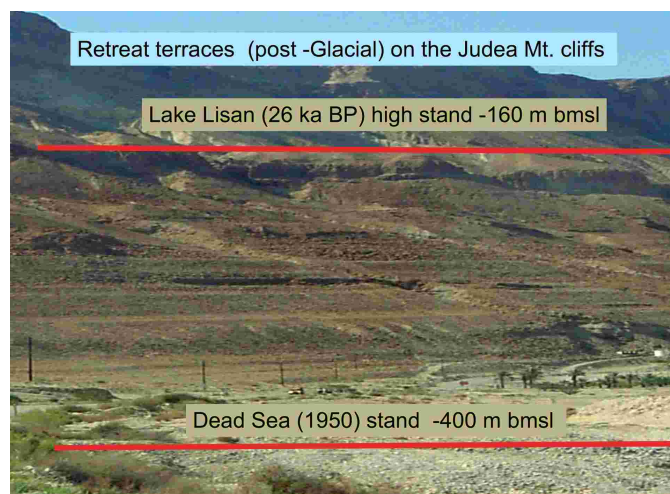 Retreat terraces (post -Glacial) on the Judea Mt. cliffs
Lake Lisan (26 ka BP) high stand -160 m bmsl
Dead Sea (1950) stand -400 m bmsl